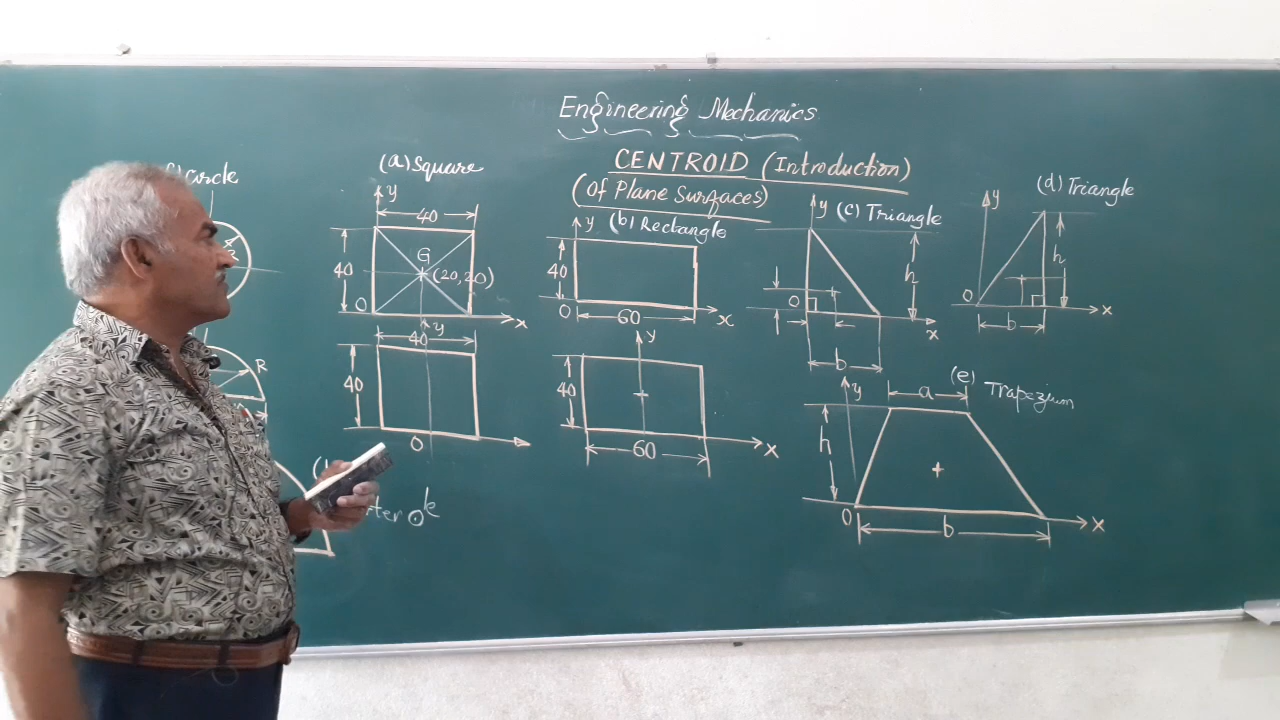 Engineering Mechanics
CENTROID (Introduction)
(Of Plane Surfaces)
circle
R
R
(a) Square
y
40
40
G
(20,20)
O
x
y
40
40
O
(b) Rectangle
y
40
O
60
x
y
40
60
x
(c) Triangle
y
h
O
x
b
(d) Triangle
y
h
O
x
b
(e) Trapezium
y
a
h
O
b
x